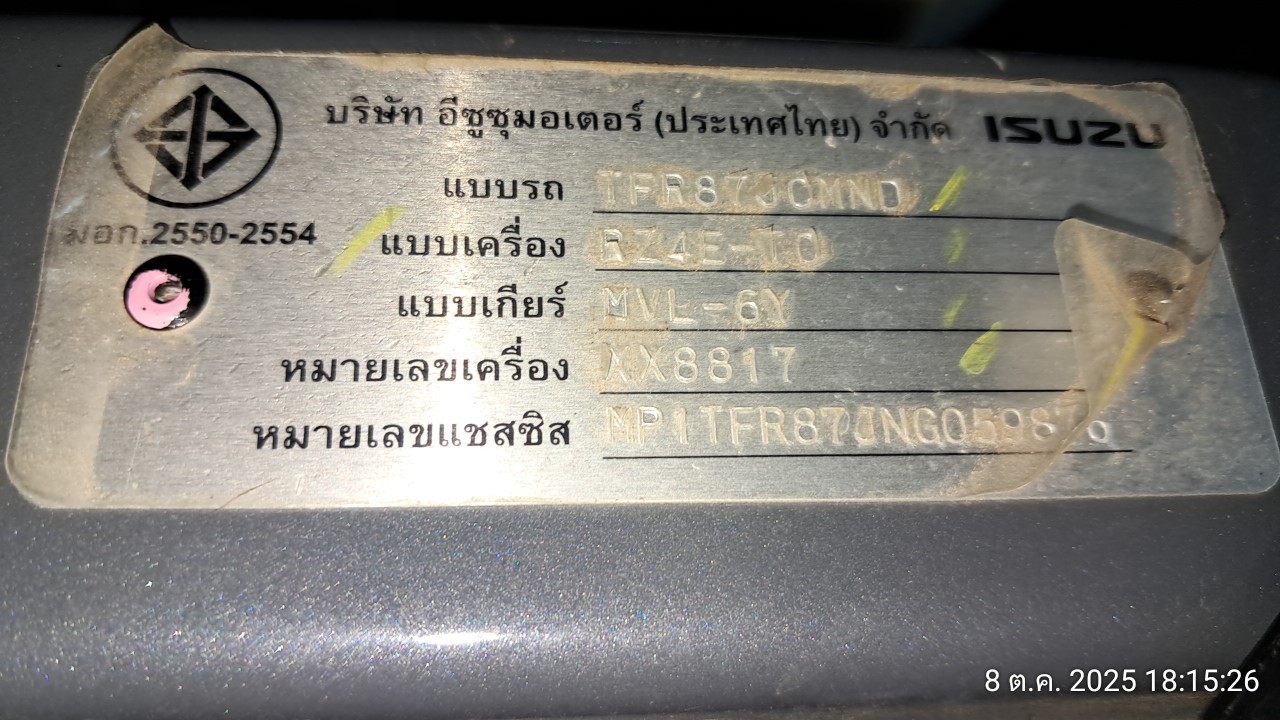 บริษัท อีซูซุมอเตอร์ (ประเทศไทย) จำกัด ISUZU
แบบรถ TFR87JCMND
มอก.2550-2554
แบบเครื่อง RZ4E-TC
แบบเกียร์ MVL-6Y
หมายเลขเครื่อง XX8817
หมายเลขแชสซิส
8 ต.ค. 2025 18:15:26